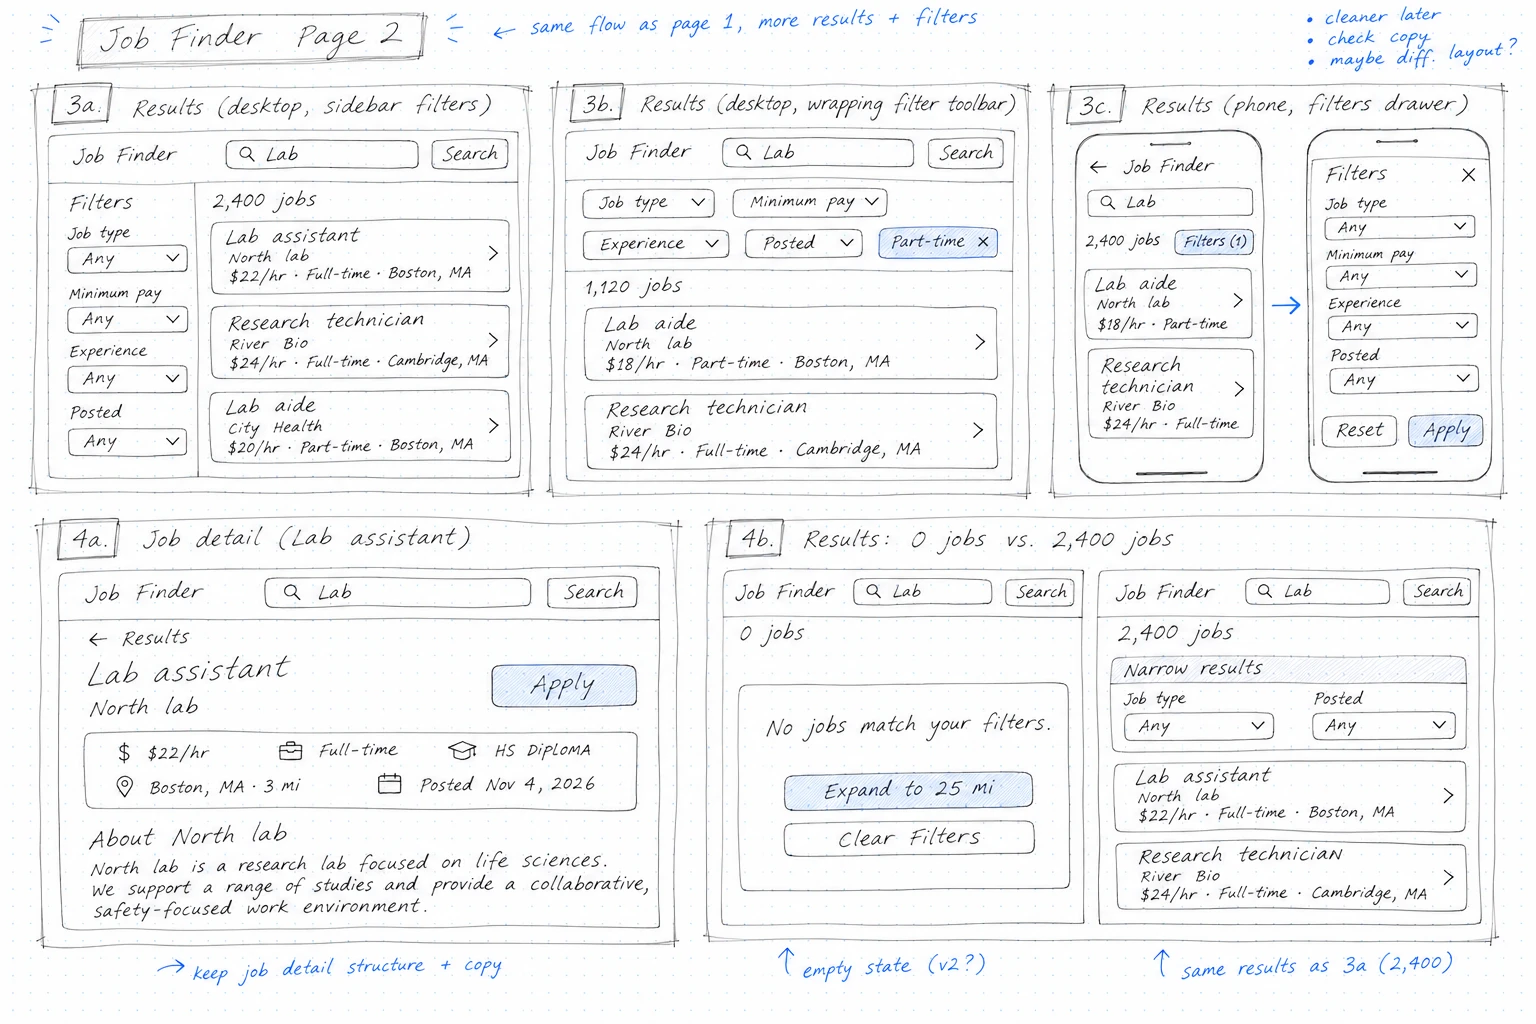 Job Finder Page 2
← same flow as page 1, more results + filters
• cleaner later
• check copy
• maybe diff. layout?
3a. Results (desktop, sidebar filters)
Job Finder
Lab
Search
Filters
Job type
Any
Minimum pay
Any
Experience
Any
Posted
Any
2,400 jobs
Lab assistant
North lab
$22/hr · Full-time · Boston, MA
Research technician
River Bio
$24/hr · Full-time · Cambridge, MA
Lab aide
City Health
$20/hr · Part-time · Boston, MA
3b. Results (desktop, wrapping filter toolbar)
Job Finder
Lab
Search
Job type
Minimum pay
Experience
Posted
Part-time ×
1,120 jobs
Lab aide
North lab
$18/hr · Part-time · Boston, MA
Research technician
River Bio
$24/hr · Full-time · Cambridge, MA
3c. Results (phone, filters drawer)
← Job Finder
Lab
2,400 jobs
Filters (1)
Lab aide
North lab
$18/hr · Part-time
Research
technician
River Bio
$24/hr · Full-time
→
Filters ×
Job type
Any
Minimum pay
Any
Experience
Any
Posted
Any
Reset
Apply
4a. Job detail (Lab assistant)
Job Finder
Lab
Search
← Results
Lab assistant
North lab
Apply
$ $22/hr
Full-time
HS DiplOMA
Boston, MA · 3 mi
Posted Nov 4, 2026
About North lab
North lab is a research lab focused on life sciences.
We support a range of studies and provide a collaborative,
safety-focused work environment.
→ keep job detail structure + copy
4b. Results: 0 jobs vs. 2,400 jobs
Job Finder
Lab
Search
0 jobs
No jobs match your filters.
Expand to 25 mi
Clear Filters
↑ empty state (v2?)
Job Finder
Lab
Search
2,400 jobs
Narrow results
Job type
Any
Posted
Any
Lab assistant
North lab
$22/hr · Full-time · Boston, MA
Research techniciaN
River Bio
$24/hr · Full-time · Cambridge, MA
↑ same results as 3a (2,400)